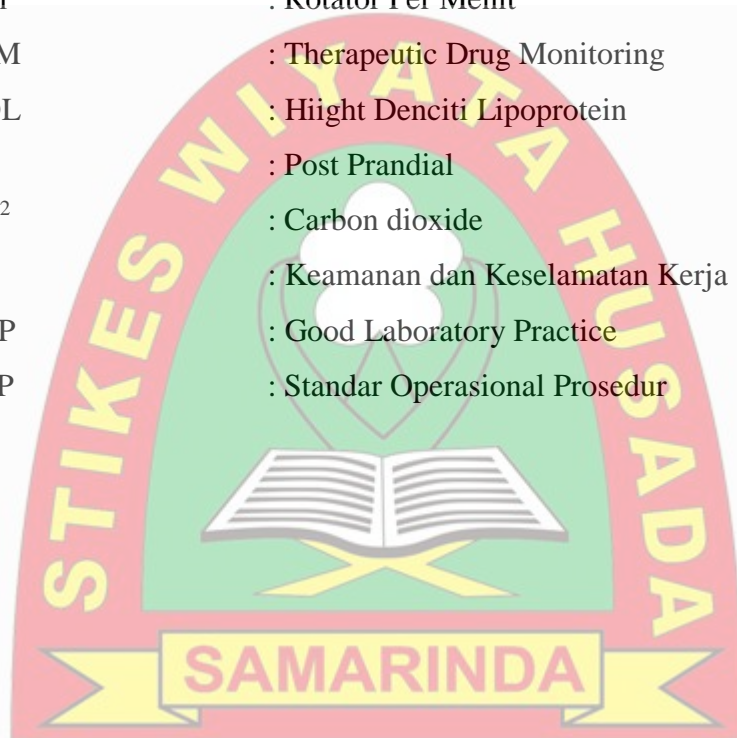 : Rotator Per Menit
M : Therapeutic Drug Monitoring
L : Hiight Denciti Lipoprotein
: Post Prandial
2 : Carbon dioxide
: Keamanan dan Keselamatan Kerja
P : Good Laboratory Practice
P : Standar Operasional Prosedur
STIKES WIYATA HUSADA
SAMARINDA